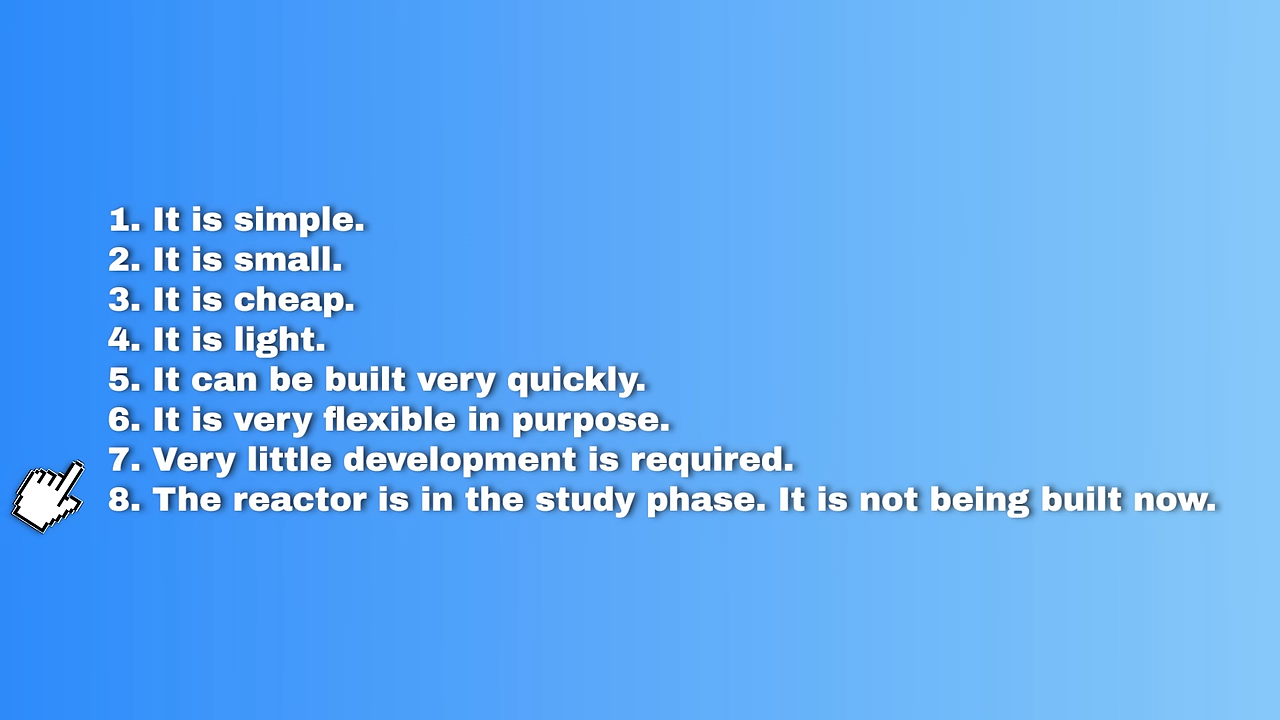 1. It is simple.
2. It is small.
3. It is cheap.
4. It is light.
5. It can be built very quickly.
6. It is very flexible in purpose.
7. Very little development is required.
8. The reactor is in the study phase. It is not being built now.